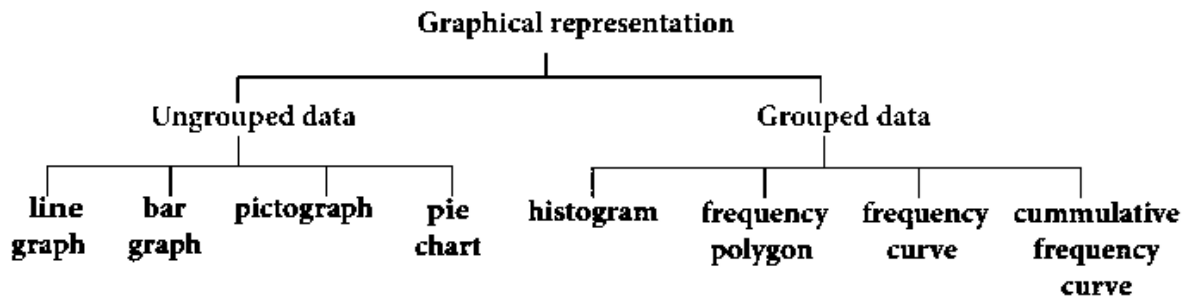 Graphical representation
Ungrouped data
Grouped data
line
graph
bar
graph
pictograph
pie
chart
histogram
frequency
polygon
frequency
curve
cummulative
frequency
curve